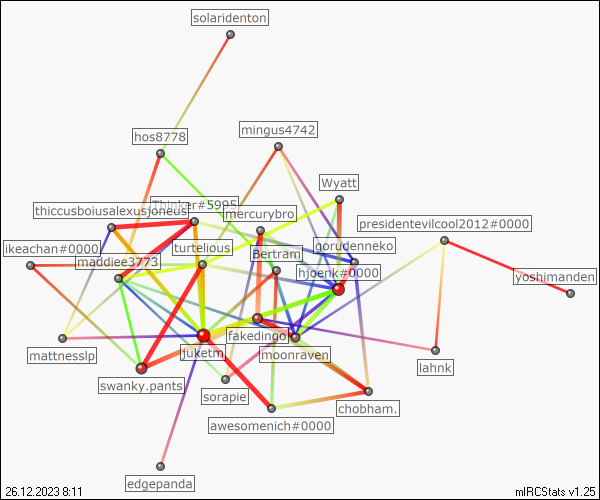 solaridenton
mingus4742
hos8778
Wyatt
Thinker#5995
thiccusboiusalexusjoneus
mercurybro
presidentevilcool2012#0000
ikeachan#0000
turtelious
gorudenneko
maddiee3773
Bertram
hjoenk#0000
yoshimanden
fakedingo
juketm
moonraven
mattnesslp
lahnk
swanky.pants
sorapie
chobham.
awesomenich#0000
edgepanda
26.12.2023 8:11
mIRCStats v1.25